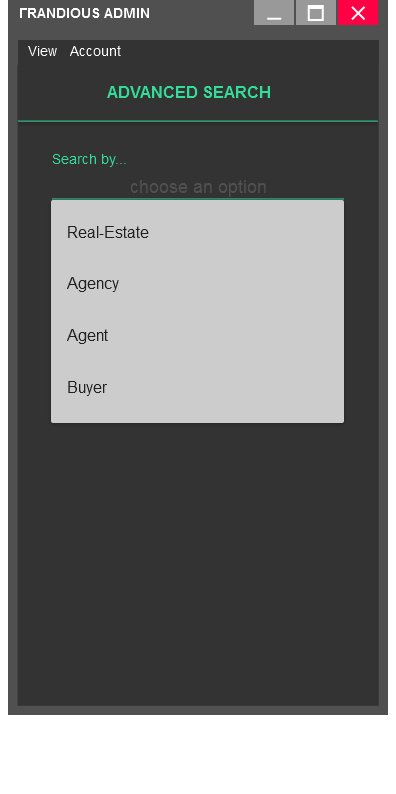 FRANDIOUS ADMIN
View Account
ADVANCED SEARCH
Search by...
choose an option
Real-Estate
Agency
Agent
Buyer